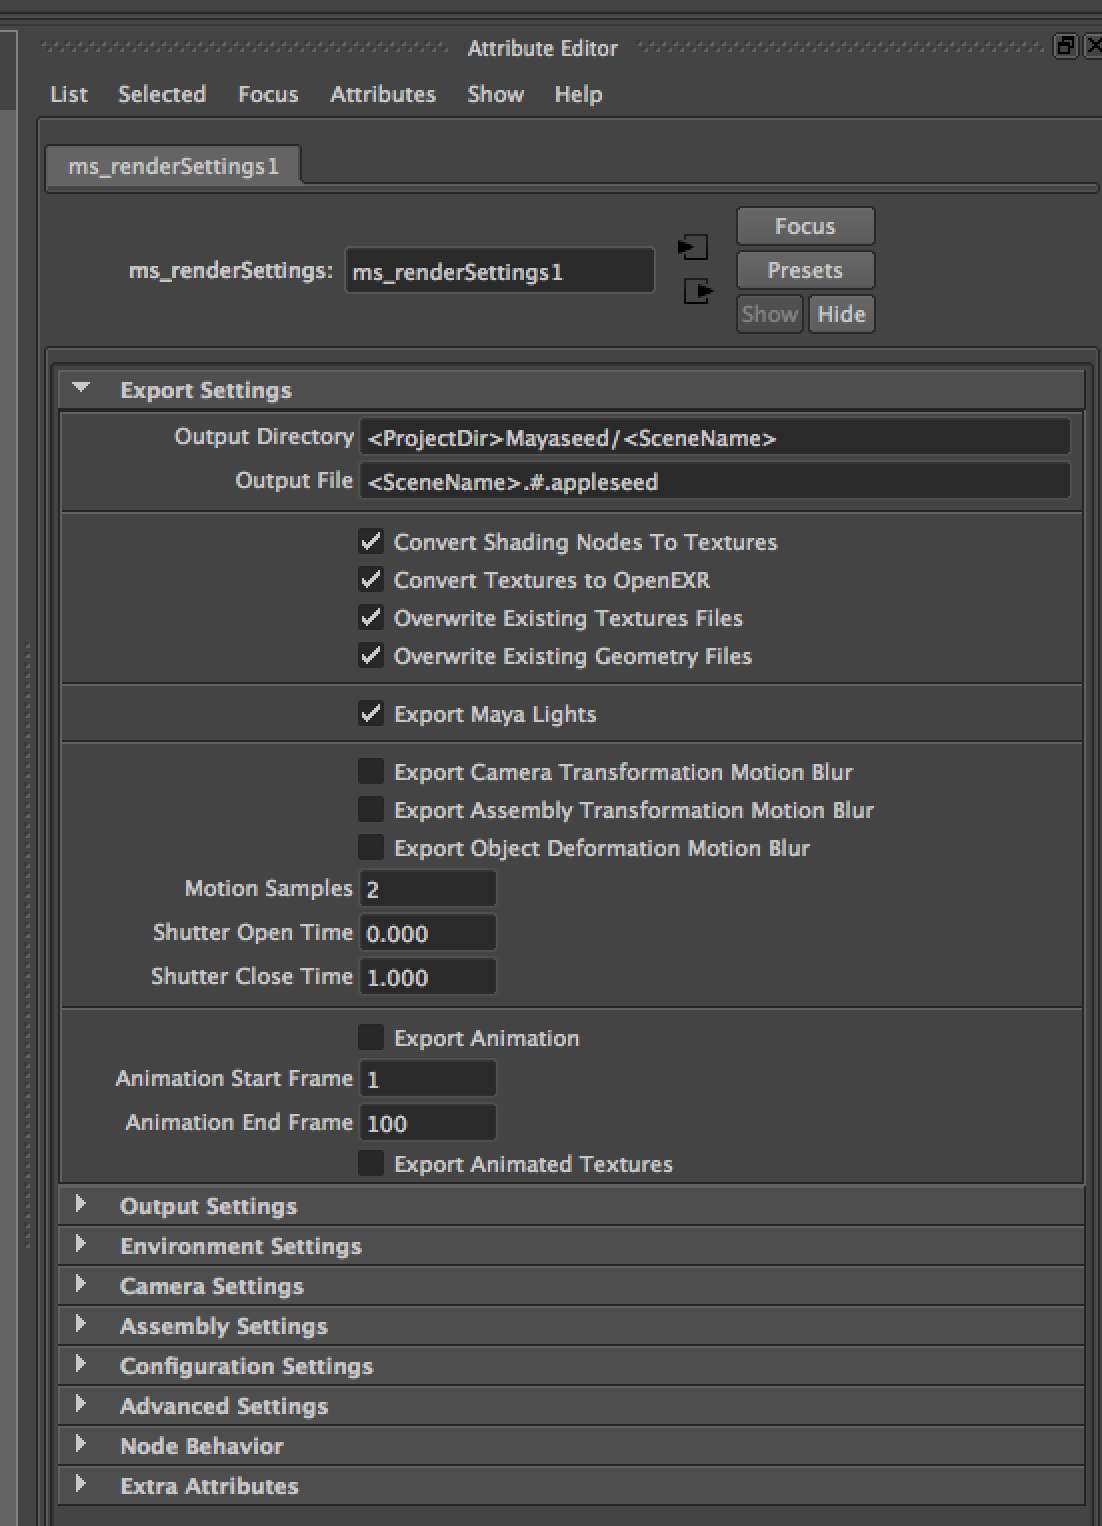 Attribute Editor
List Selected Focus Attributes Show Help
ms_renderSettings1
Focus
ms_renderSettings: ms_renderSettings1 Presets
Show Hide
Export Settings
Output Directory <ProjectDir>Mayaseed/<SceneName>
Output File <SceneName>.#.appleseed
Convert Shading Nodes To Textures
Convert Textures to OpenEXR
Overwrite Existing Textures Files
Overwrite Existing Geometry Files
Export Maya Lights
Export Camera Transformation Motion Blur
Export Assembly Transformation Motion Blur
Export Object Deformation Motion Blur
Motion Samples 2
Shutter Open Time 0.000
Shutter Close Time 1.000
Export Animation
Animation Start Frame 1
Animation End Frame 100
Export Animated Textures
Output Settings
Environment Settings
Camera Settings
Assembly Settings
Configuration Settings
Advanced Settings
Node Behavior
Extra Attributes